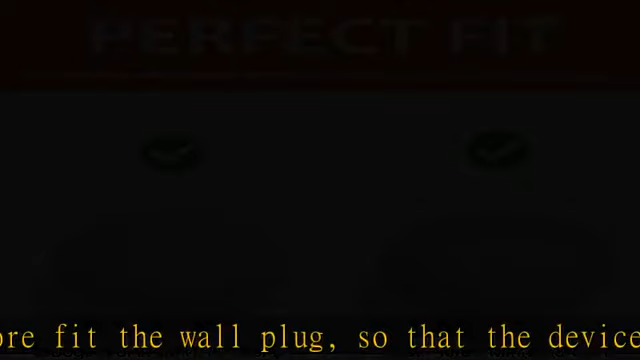 PERFECT FIT
ore fit the wall plug, so that the device